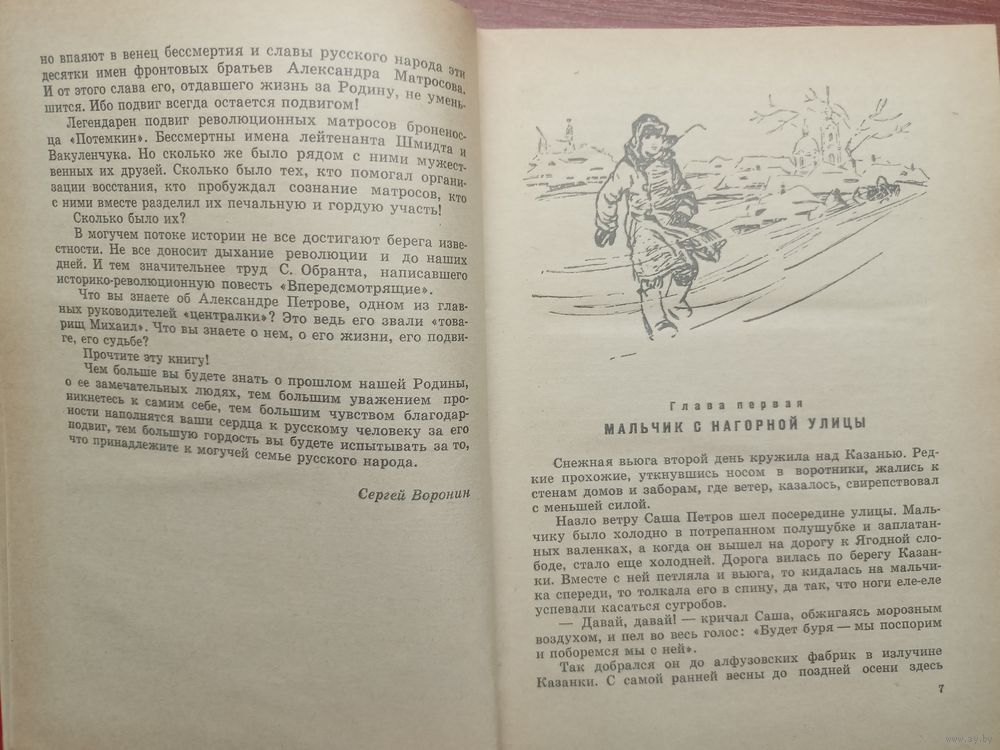 но впаяют в венец бессмертия и славы русского народа эти
десятки имен фронтовых братьев Александра Матросова.
И от этого слава его, отдавшего жизнь за Родину, не умень-
шится. Ибо подвиг всегда остается подвигом!
Легендарен подвиг революционных матросов броненос-
ца «Потемкин». Бессмертны имена лейтенанта Шмидта и
Вакуленчука. Но сколько же было рядом с ними мужест-
венных их друзей. Сколько было тех, кто помогал органи-
зации восстания, кто пробуждал сознание матросов, кто
с ними вместе разделил их печальную и гордую участь!
Сколько было их?
В могучем потоке истории не все достигают берега изве-
стности. Не все доносит дыхание революции и до наших
дней. И тем значительнее труд С. Обранта, написавшего
историко-революционную повесть «Впередсмотрящие».
Что вы знаете об Александре Петрове, одном из глав-
ных руководителей «централки»? Это ведь его звали «това-
рищ Михаил». Что вы знаете о нем, о его жизни, его подви-
ге, его судьбе?
Прочтите эту книгу!
Чем больше вы будете знать о прошлом нашей Родины,
о ее замечательных людях, тем большим уважением про-
никнетесь к самим себе, тем большим чувством благодар-
ности наполнятся ваши сердца к русскому человеку за его
подвиг, тем большую гордость вы будете испытывать за то,
что принадлежите к могучей семье русского народа.
Сергей Воронин
Глава первая
МАЛЬЧИК С НАГОРНОЙ УЛИЦЫ
Снежная вьюга второй день кружила над Казанью. Ред-
кие прохожие, уткнувшись носом в воротники, жались к
стенам домов и заборам, где ветер, казалось, свирепствовал
с меньшей силой.
Назло ветру Саша Петров шел посередине улицы. Маль-
чику было холодно в потрепанном полушубке и заплатан-
ных валенках, а когда он вышел на дорогу к Ягодной сло-
боде, стало еще холодней. Дорога вилась по берегу Казан-
ки. Вместе с ней петляла и вьюга, то кидалась на мальчи-
ка спереди, то толкала его в спину, да так, что ноги еле-еле
успевали касаться сугробов.
— Давай, давай! — кричал Саша, обжигаясь морозным
воздухом, и пел во весь голос: «Будет буря — мы поспорим
и поборемся мы с ней».
Так добрался он до алфузовских фабрик в излучине
Казанки. С самой ранней весны до поздней осени здесь
7
www.ay.by